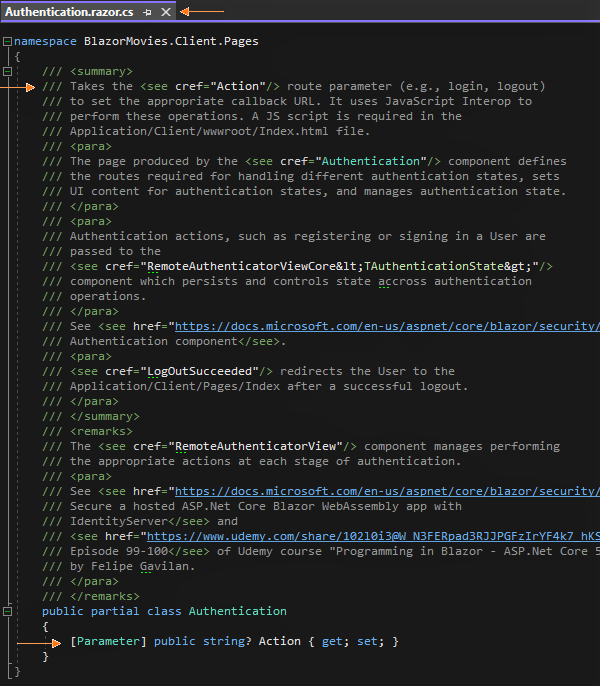 Authentication.razor.cs
namespace BlazorMovies.Client.Pages
{
/// <summary>
/// Takes the <see cref="Action"/> route parameter (e.g., login, logout)
/// to set the appropriate callback URL. It uses JavaScript Interop to
/// perform these operations. A JS script is required in the
/// Application/Client/wwwroot/Index.html file.
/// <para>
/// The page produced by the <see cref="Authentication"/> component defines
/// the routes required for handling different authentication states, sets
/// UI content for authentication states, and manages authentication state.
/// </para>
/// <para>
/// Authentication actions, such as registering or signing in a User are
/// passed to the
/// <see cref="RemoteAuthenticatorViewCore&lt;TAuthenticationState&gt;"/>
/// component which persists and controls state accross authentication
/// operations.
/// </para>
/// See <see href="https://docs.microsoft.com/en-us/aspnet/core/blazor/security/
/// Authentication component</see>.
/// <para>
/// <see cref="LogOutSucceeded"/> redirects the User to the
/// Application/Client/Pages/Index after a successful logout.
/// </para>
/// </summary>
/// <remarks>
/// The <see cref="RemoteAuthenticatorView"/> component manages performing
/// the appropriate actions at each stage of authentication.
/// <para>
/// See <see href="https://docs.microsoft.com/en-us/aspnet/core/blazor/security/
/// Secure a hosted ASP.Net Core Blazor WebAssembly app with
/// IdentityServer</see> and
/// <see href="https://www.udemy.com/share/102l0i3@W_N3FERpad3RJJPGFzIrYF4k7_hKS
/// Episode 99-100</see> of Udemy course "Programming in Blazor - ASP.Net Core 5
/// by Felipe Gavilan.
/// </para>
/// </remarks>
public partial class Authentication
{
[Parameter] public string? Action { get; set; }
}
}